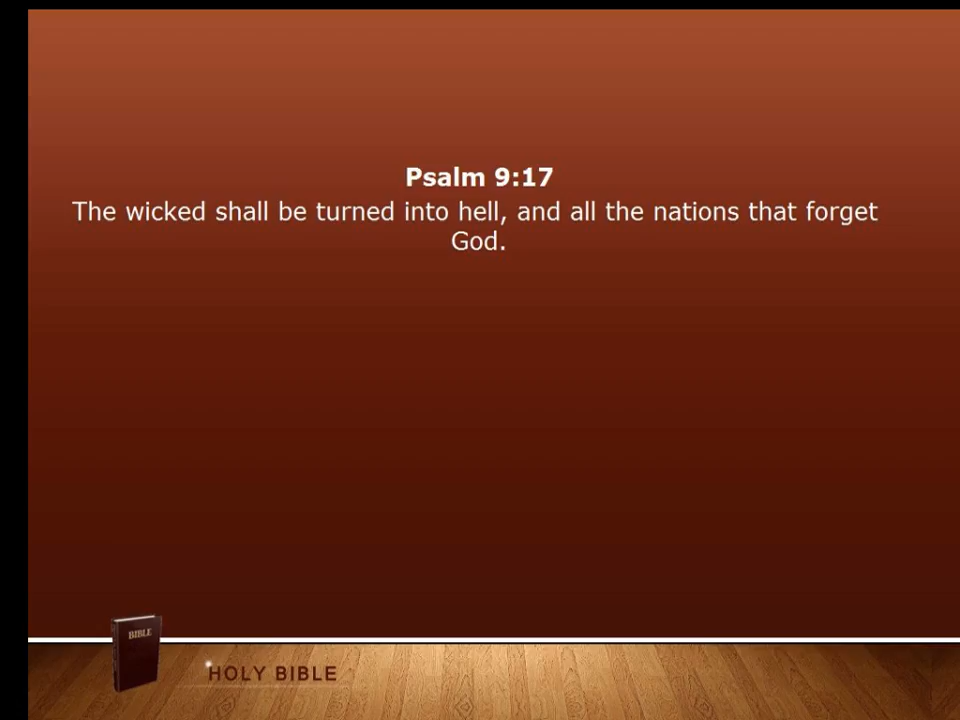 Psalm 9:17
The wicked shall be turned into hell, and all the nations that forget
God.
BIBLE
HOLY BIBLE